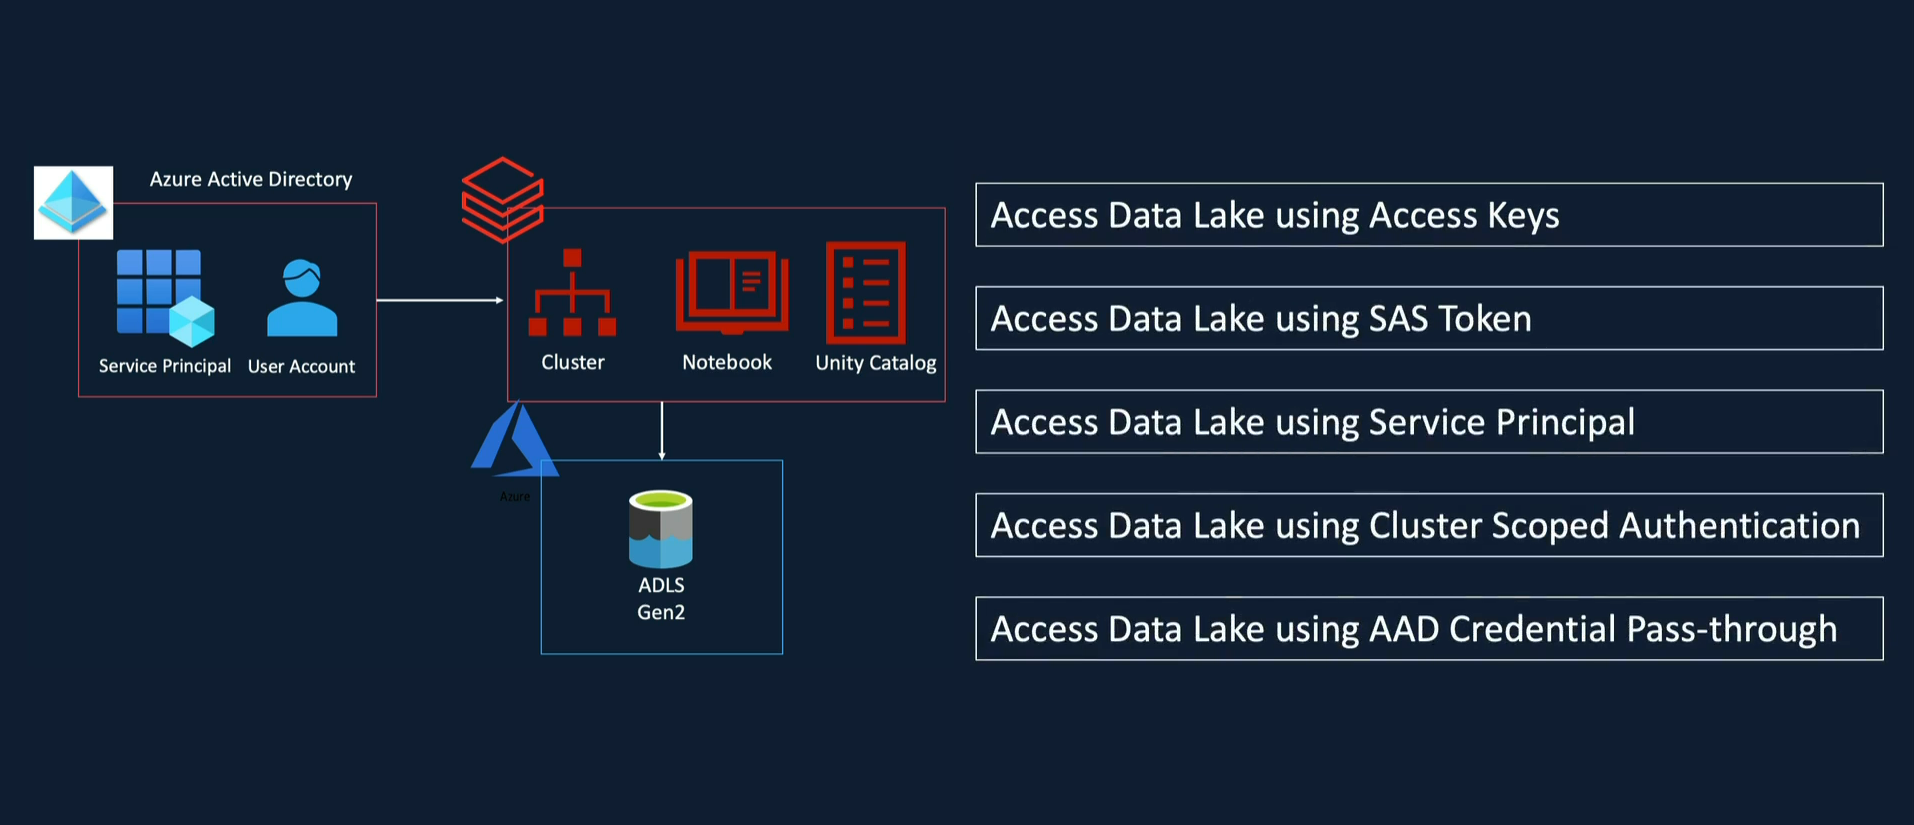 Azure Active Directory
Service Principal
User Account
Cluster
Notebook
Unity Catalog
Azure
ADLS
Gen2
Access Data Lake using Access Keys
Access Data Lake using SAS Token
Access Data Lake using Service Principal
Access Data Lake using Cluster Scoped Authentication
Access Data Lake using AAD Credential Pass-through